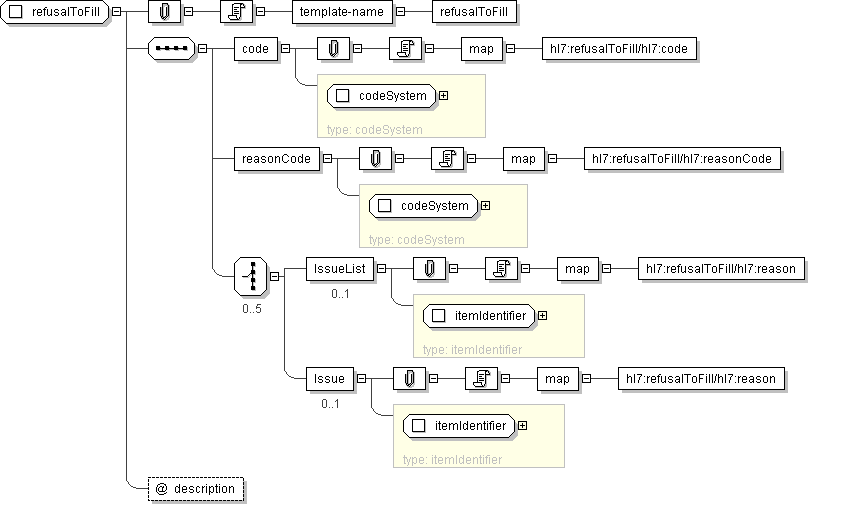 refusalToFill template-name refusalToFill
code map hl7:refusalToFill/hl7:code
codeSystem
type: codeSystem
reasonCode map hl7:refusalToFill/hl7:reasonCode
codeSystem
type: codeSystem
IssueList map hl7:refusalToFill/hl7:reason
0..5
0..1
itemIdentifier
type: itemIdentifier
Issue map hl7:refusalToFill/hl7:reason
0..1
itemIdentifier
type: itemIdentifier
@ description